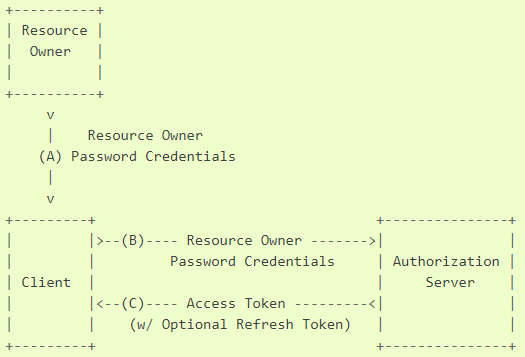 +----------+
| Resource |
|  Owner   |
|          |
+----------+
     v
     |    Resource Owner
    (A) Password Credentials
     |
     v
+---------+                                  +---------------+
|         |>--(B)---- Resource Owner ------->|               |
|         |         Password Credentials     | Authorization |
| Client  |                                  |     Server    |
|         |<--(C)---- Access Token ---------<|               |
|         |    (w/ Optional Refresh Token)   |               |
+---------+                                  +---------------+